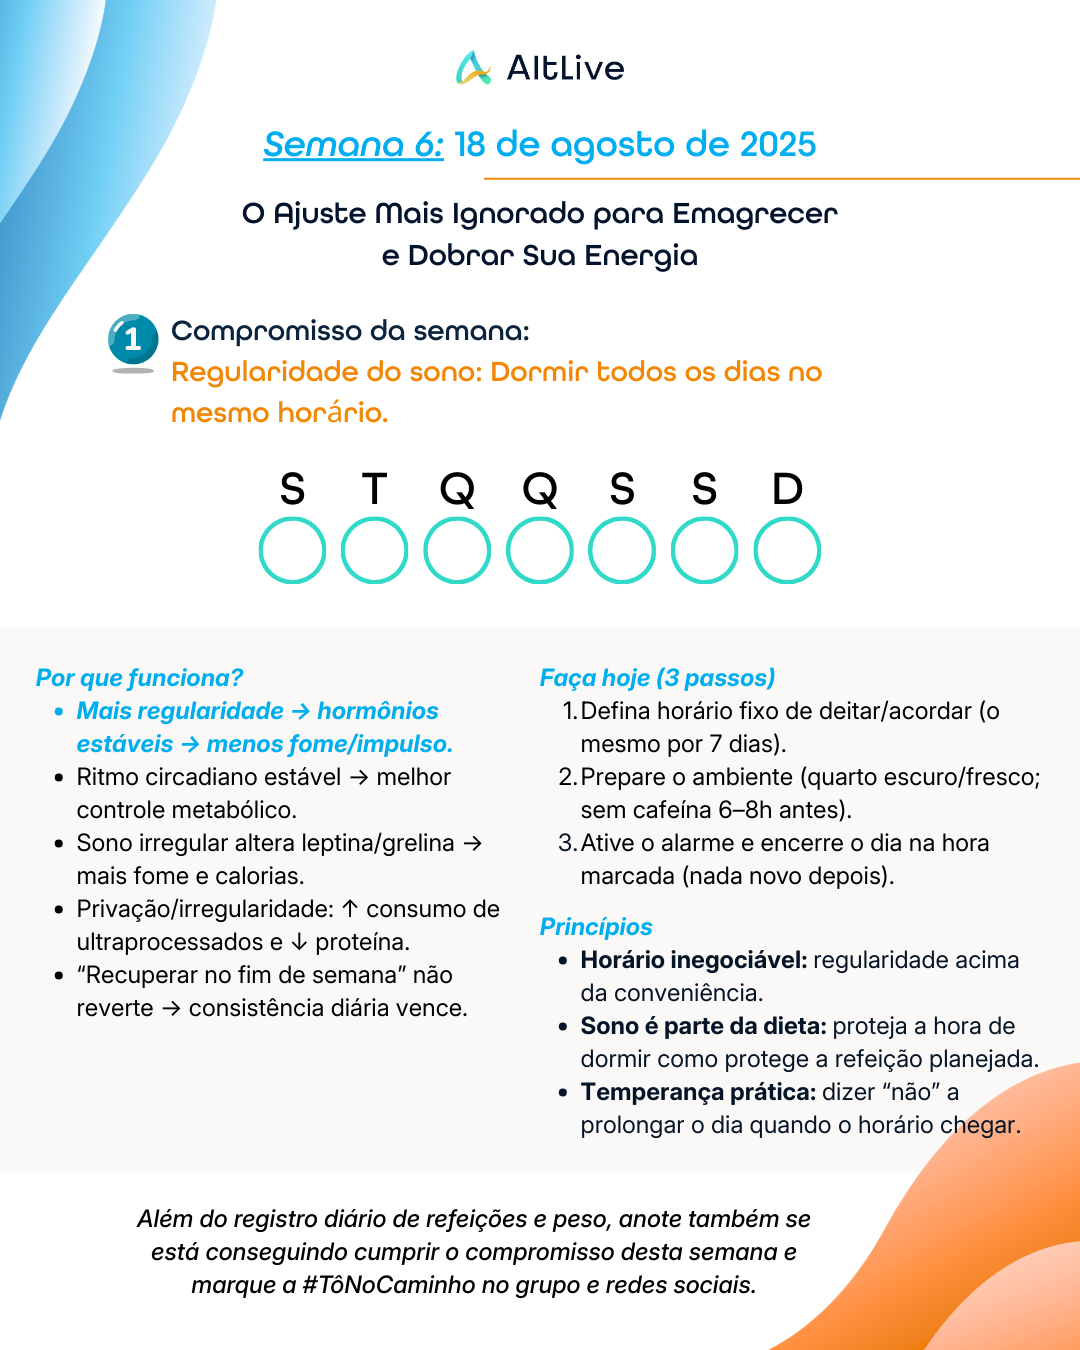 AltLive
Semana 6: 18 de agosto de 2025
O Ajuste Mais Ignorado para Emagrecer
e Dobrar Sua Energia
1
Compromisso da semana:
Regularidade do sono: Dormir todos os dias no
mesmo horário.
S T Q Q S S D
Por que funciona?
• Mais regularidade → hormônios
estáveis → menos fome/impulso.
• Ritmo circadiano estável → melhor
controle metabólico.
• Sono irregular altera leptina/grelina →
mais fome e calorias.
• Privação/irregularidade: ↑ consumo de
ultraprocessados e ↓ proteína.
• “Recuperar no fim de semana” não
reverte → consistência diária vence.
Faça hoje (3 passos)
1. Defina horário fixo de deitar/acordar (o
mesmo por 7 dias).
2. Prepare o ambiente (quarto escuro/fresco;
sem cafeína 6–8h antes).
3. Ative o alarme e encerre o dia na hora
marcada (nada novo depois).
Princípios
• Horário inegociável: regularidade acima
da conveniência.
• Sono é parte da dieta: proteja a hora de
dormir como protege a refeição planejada.
• Temperança prática: dizer “não” a
prolongar o dia quando o horário chegar.
Além do registro diário de refeições e peso, anote também se
está conseguindo cumprir o compromisso desta semana e
marque a #TôNoCaminho no grupo e redes sociais.